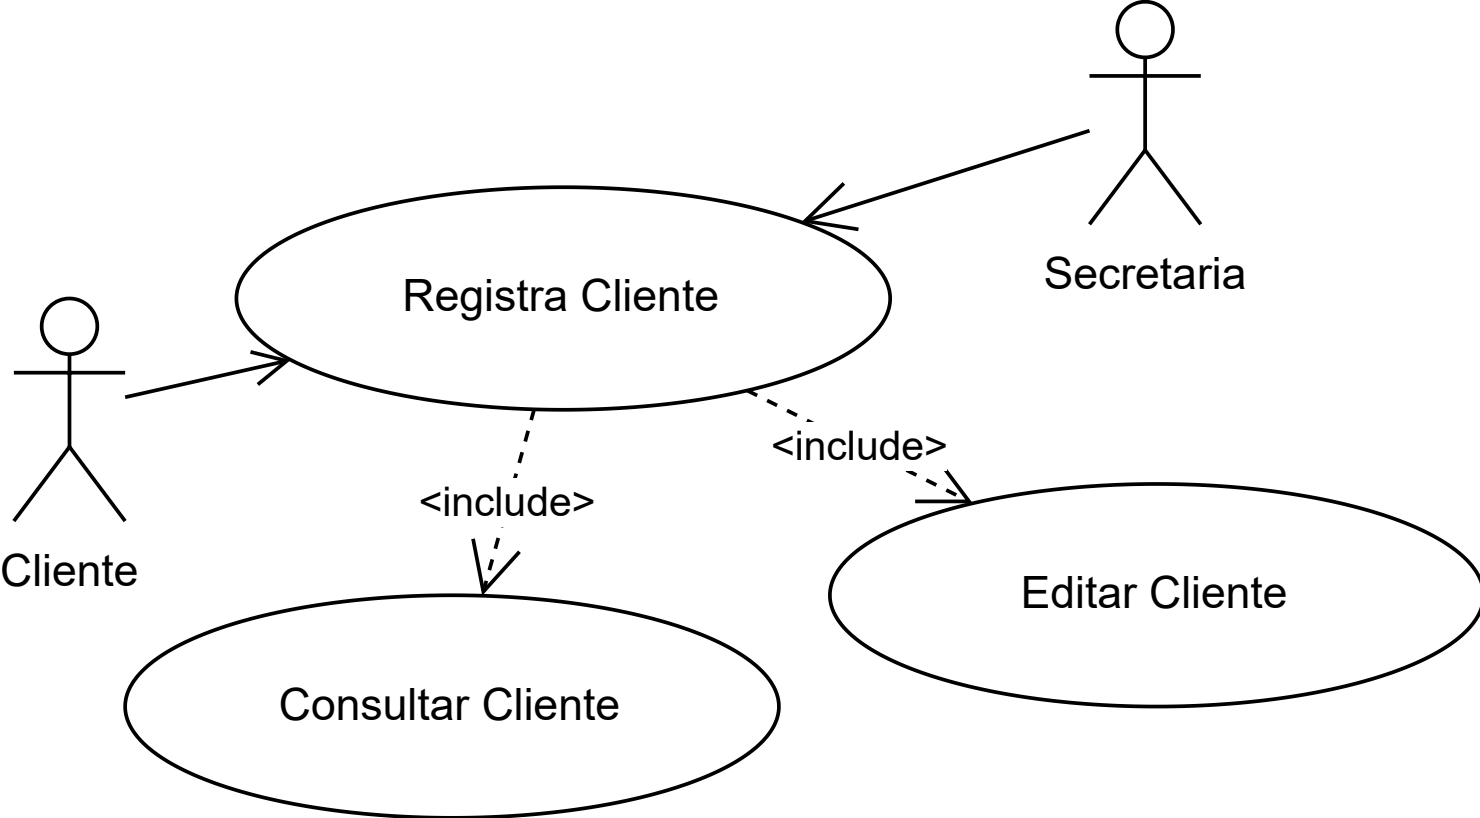 Secretaria
Registra Cliente
<include>
<include>
Cliente
Editar Cliente
Consultar Cliente